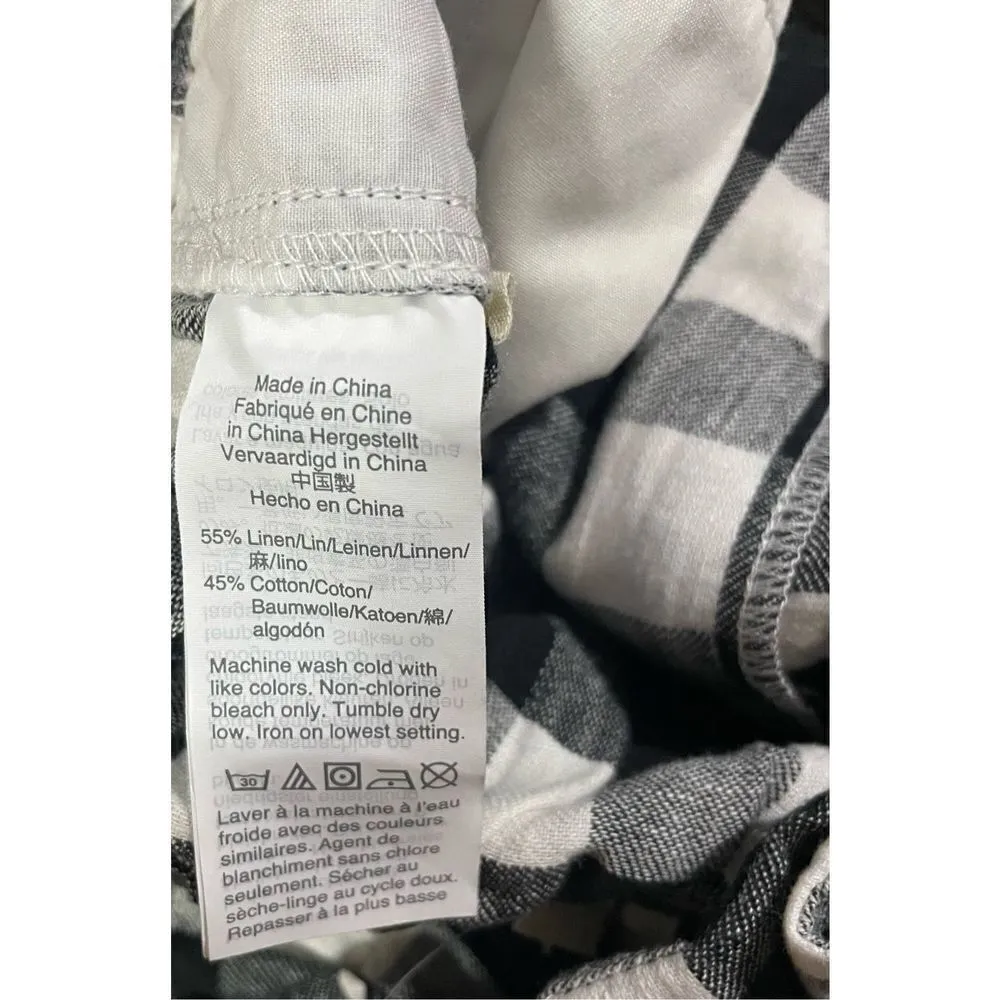 Made in China
Fabriqué en Chine
in China Hergestellt
Vervaardigd in China
中国製
Hecho en China
55% Linen/Lin/Leinen/Linnen/
麻/lino
45% Cotton/Coton/
Baumwolle/Katoen/綿/
algodón
Machine wash cold with
like colors. Non-chlorine
bleach only. Tumble dry
low. Iron on lowest setting.
30
Laver à la machine à l'eau
froide avec des couleurs
similaires. Agent de
blanchiment sans chlore
seulement. Sécher au
sèche-linge au cycle doux.
Repasser à la plus basse